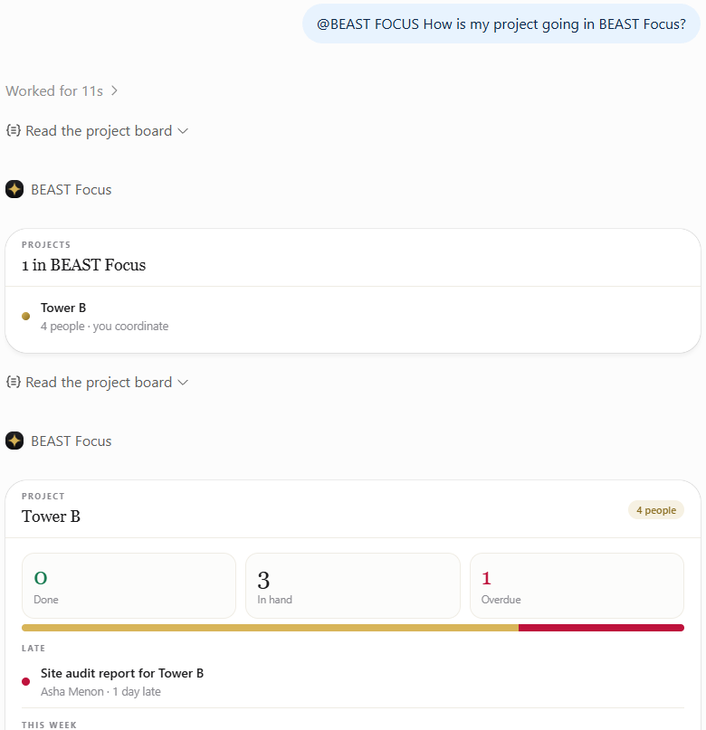 @BEAST FOCUS How is my project going in BEAST Focus?
Worked for 11s
Read the project board
BEAST Focus
PROJECTS
1 in BEAST Focus
Tower B
4 people · you coordinate
Read the project board
BEAST Focus
PROJECT
Tower B
4 people
0
Done
3
In hand
1
Overdue
LATE
Site audit report for Tower B
Asha Menon · 1 day late
THIS WEEK